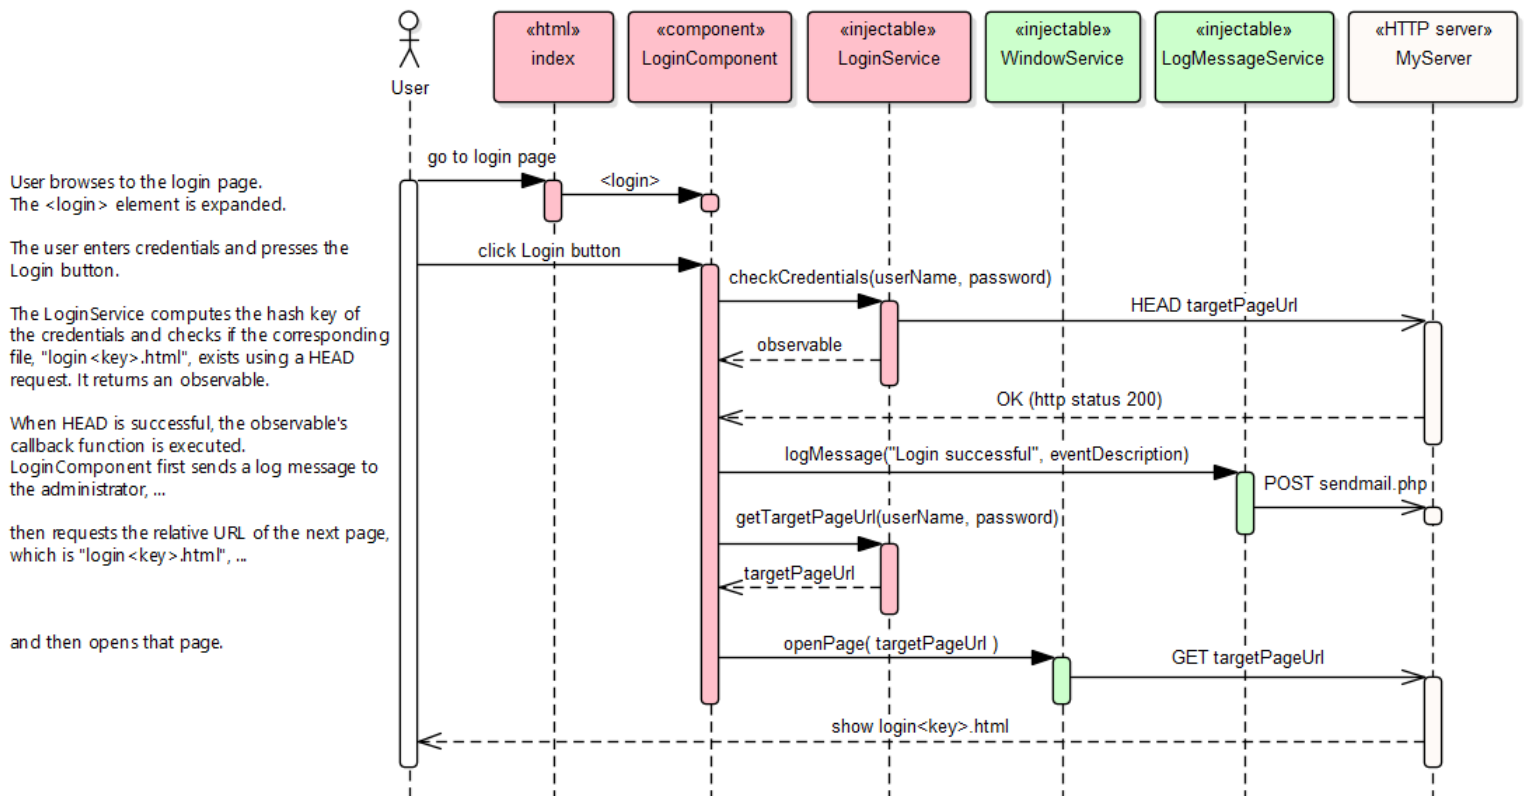 «html»
index
«component»
LoginComponent
«injectable»
LoginService
«injectable»
WindowService
«injectable»
LogMessageService
«HTTP server»
MyServer
User
go to login page
<login>
User browses to the login page.
The <login> element is expanded.
The user enters credentials and presses the
Login button.
click Login button
checkCredentials(userName, password)
The LoginService computes the hash key of
the credentials and checks if the corresponding
file, "login<key>.html", exists using a HEAD
request. It returns an observable.
HEAD targetPageUrl
observable
OK (http status 200)
When HEAD is successful, the observable's
callback function is executed.
LoginComponent first sends a log message to
the administrator, ...
logMessage("Login successful", eventDescription)
POST sendmail.php
then requests the relative URL of the next page,
which is "login<key>.html", ...
getTargetPageUrl(userName, password)
targetPageUrl
and then opens that page.
openPage( targetPageUrl )
GET targetPageUrl
show login<key>.html